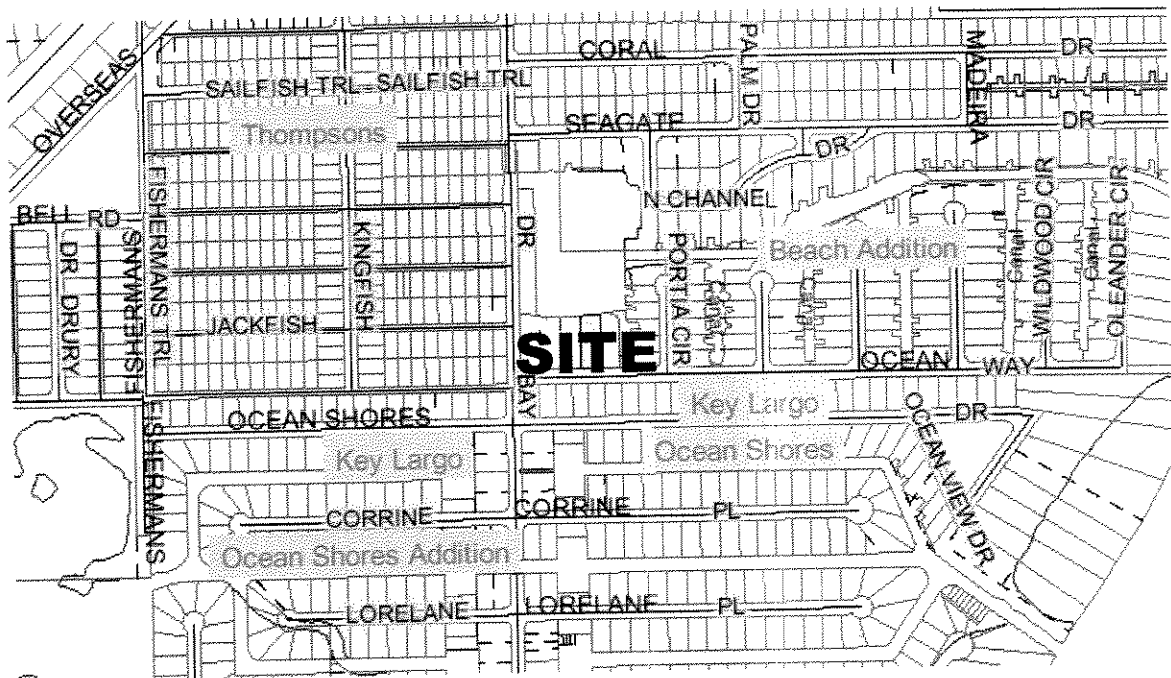 CORAL
DR
PALM DR
MADEIRA
SAILFISH TRL
SAILFISH TRL
OVERSEAS
Thompsons
SEAGATE
DR
DR
FISHERMANS TRL
N CHANNEL
BELL RD
DR DRURY
FISHERMANS
KINGFISH
DR
PORTIA CIR
Beach Addition
Canal
Canal
Canal
Canal
WILDWOOD CIR
OLEANDER CIR
JACKFISH
SITE
OCEAN WAY
BAY
Key Largo
OCEAN SHORES
DR
Ocean Shores
OCEAN VIEW DR
FISHERMANS
Key Largo
CORRINE
CORRINE PL
Ocean Shores Addition
LORELANE
LORELANE PL